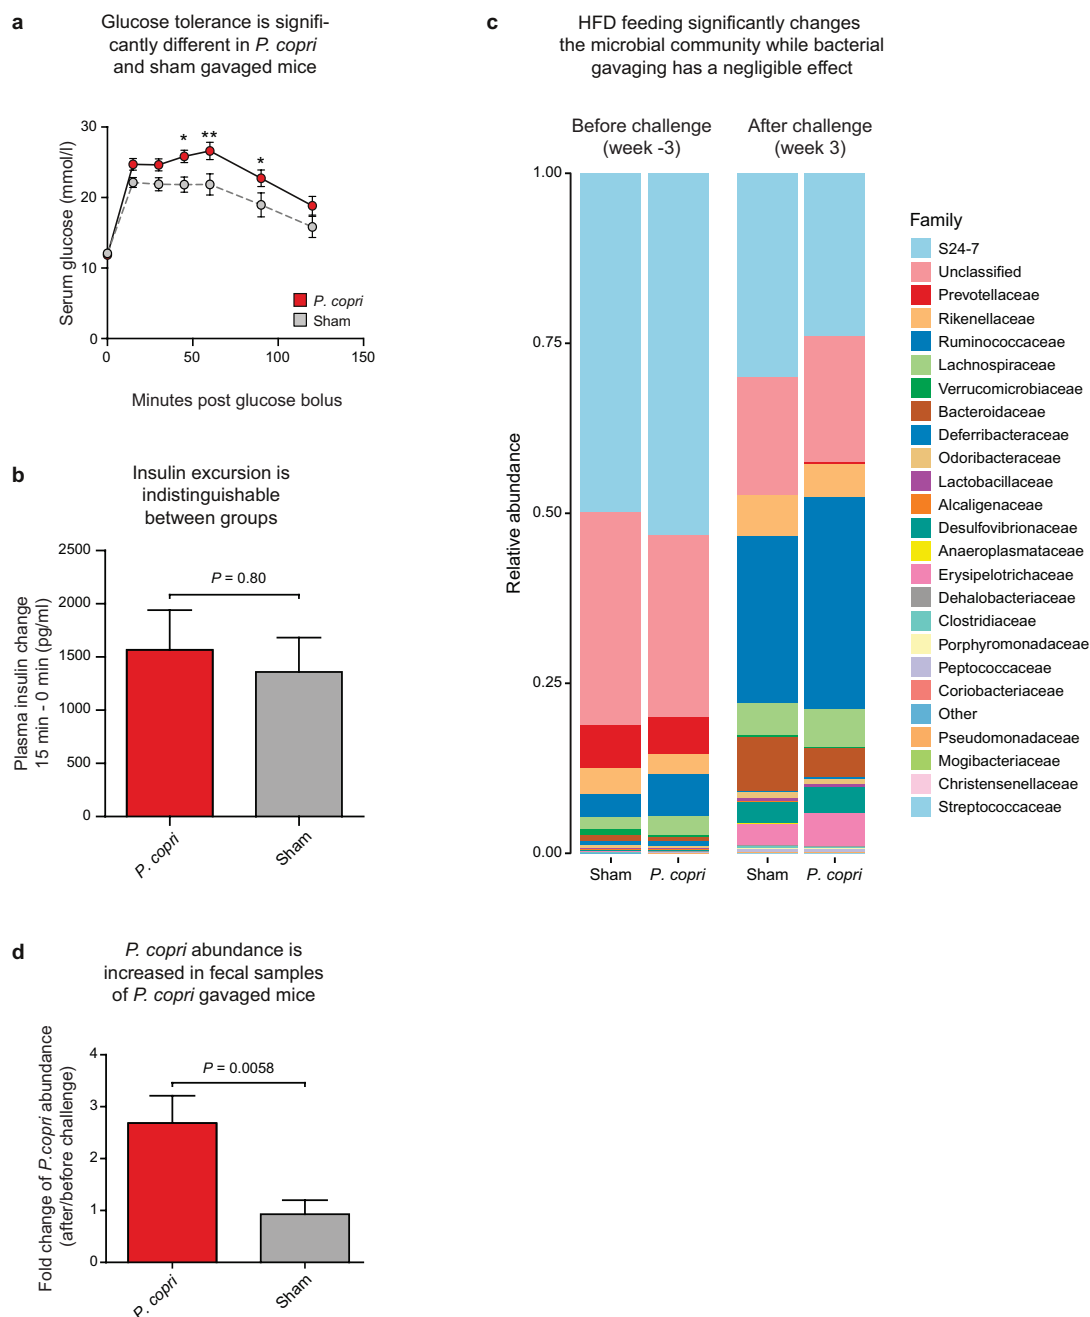 a
Glucose tolerance is signifi-
cantly different in P. copri
and sham gavaged mice
30
20
10
0
Serum glucose (mmol/l)
*
**
*
P. copri
Sham
0
50
100
150
Minutes post glucose bolus
b
Insulin excursion is
indistinguishable
between groups
2500
2000
1500
1000
500
0
Plasma insulin change
15 min - 0 min (pg/ml)
P = 0.80
P. copri
Sham
c
HFD feeding significantly changes
the microbial community while bacterial
gavaging has a negligible effect
Before challenge
(week -3)
After challenge
(week 3)
1.00
0.75
0.50
0.25
0.00
Relative abundance
Sham
P. copri
Sham
P. copri
Family
S24-7
Unclassified
Prevotellaceae
Rikenellaceae
Ruminococcaceae
Lachnospiraceae
Verrucomicrobiaceae
Bacteroidaceae
Deferribacteraceae
Odoribacteraceae
Lactobacillaceae
Alcaligenaceae
Desulfovibrionaceae
Anaeroplasmataceae
Erysipelotrichaceae
Dehalobacteriaceae
Clostridiaceae
Porphyromonadaceae
Peptococcaceae
Coriobacteriaceae
Other
Pseudomonadaceae
Mogibacteriaceae
Christensenellaceae
Streptococcaceae
d
P. copri abundance is
increased in fecal samples
of P. copri gavaged mice
4
3
2
1
0
Fold change of P.copri abundance
(after/before challenge)
P = 0.0058
P. copri
Sham